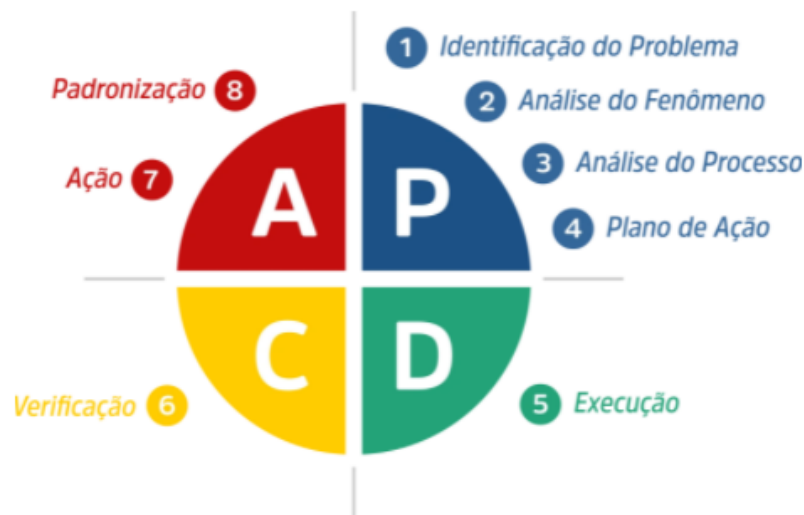 1 Identificação do Problema
2 Análise do Fenômeno
3 Análise do Processo
4 Plano de Ação
5 Execução
Verificação 6
Ação 7
Padronização 8
A P
C D